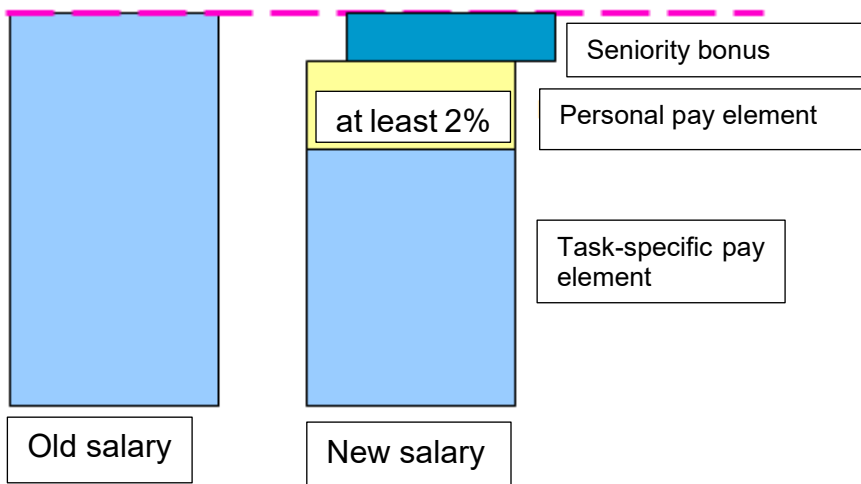 Seniority bonus
at least 2%
Personal pay element
Task-specific pay
element
Old salary
New salary